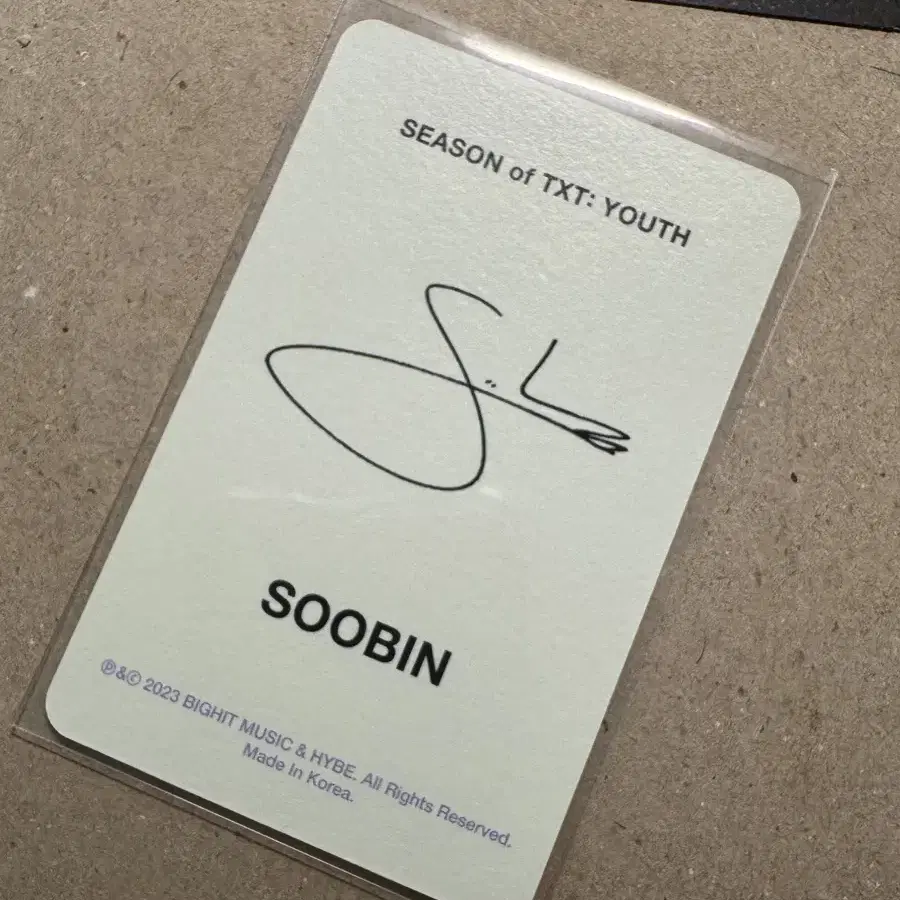 SEASON of TXT: YOUTH
SOOBIN
℗&© 2023 BIGHIT MUSIC & HYBE. All Rights Reserved.
Made In Korea.